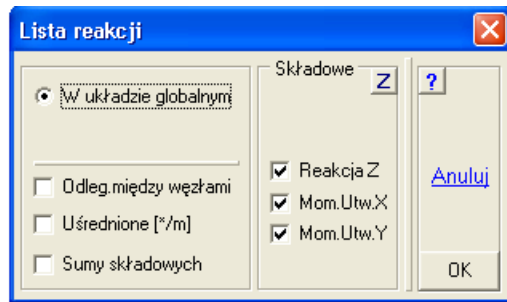 Lista reakcji
W układzie globalnym
Odleg.między węzłami
Uśrednione [*/m]
Sumy składowych
Składowe
Z
Reakcja Z
Mom.Utw.X
Mom.Utw.Y
?
Anuluj
OK